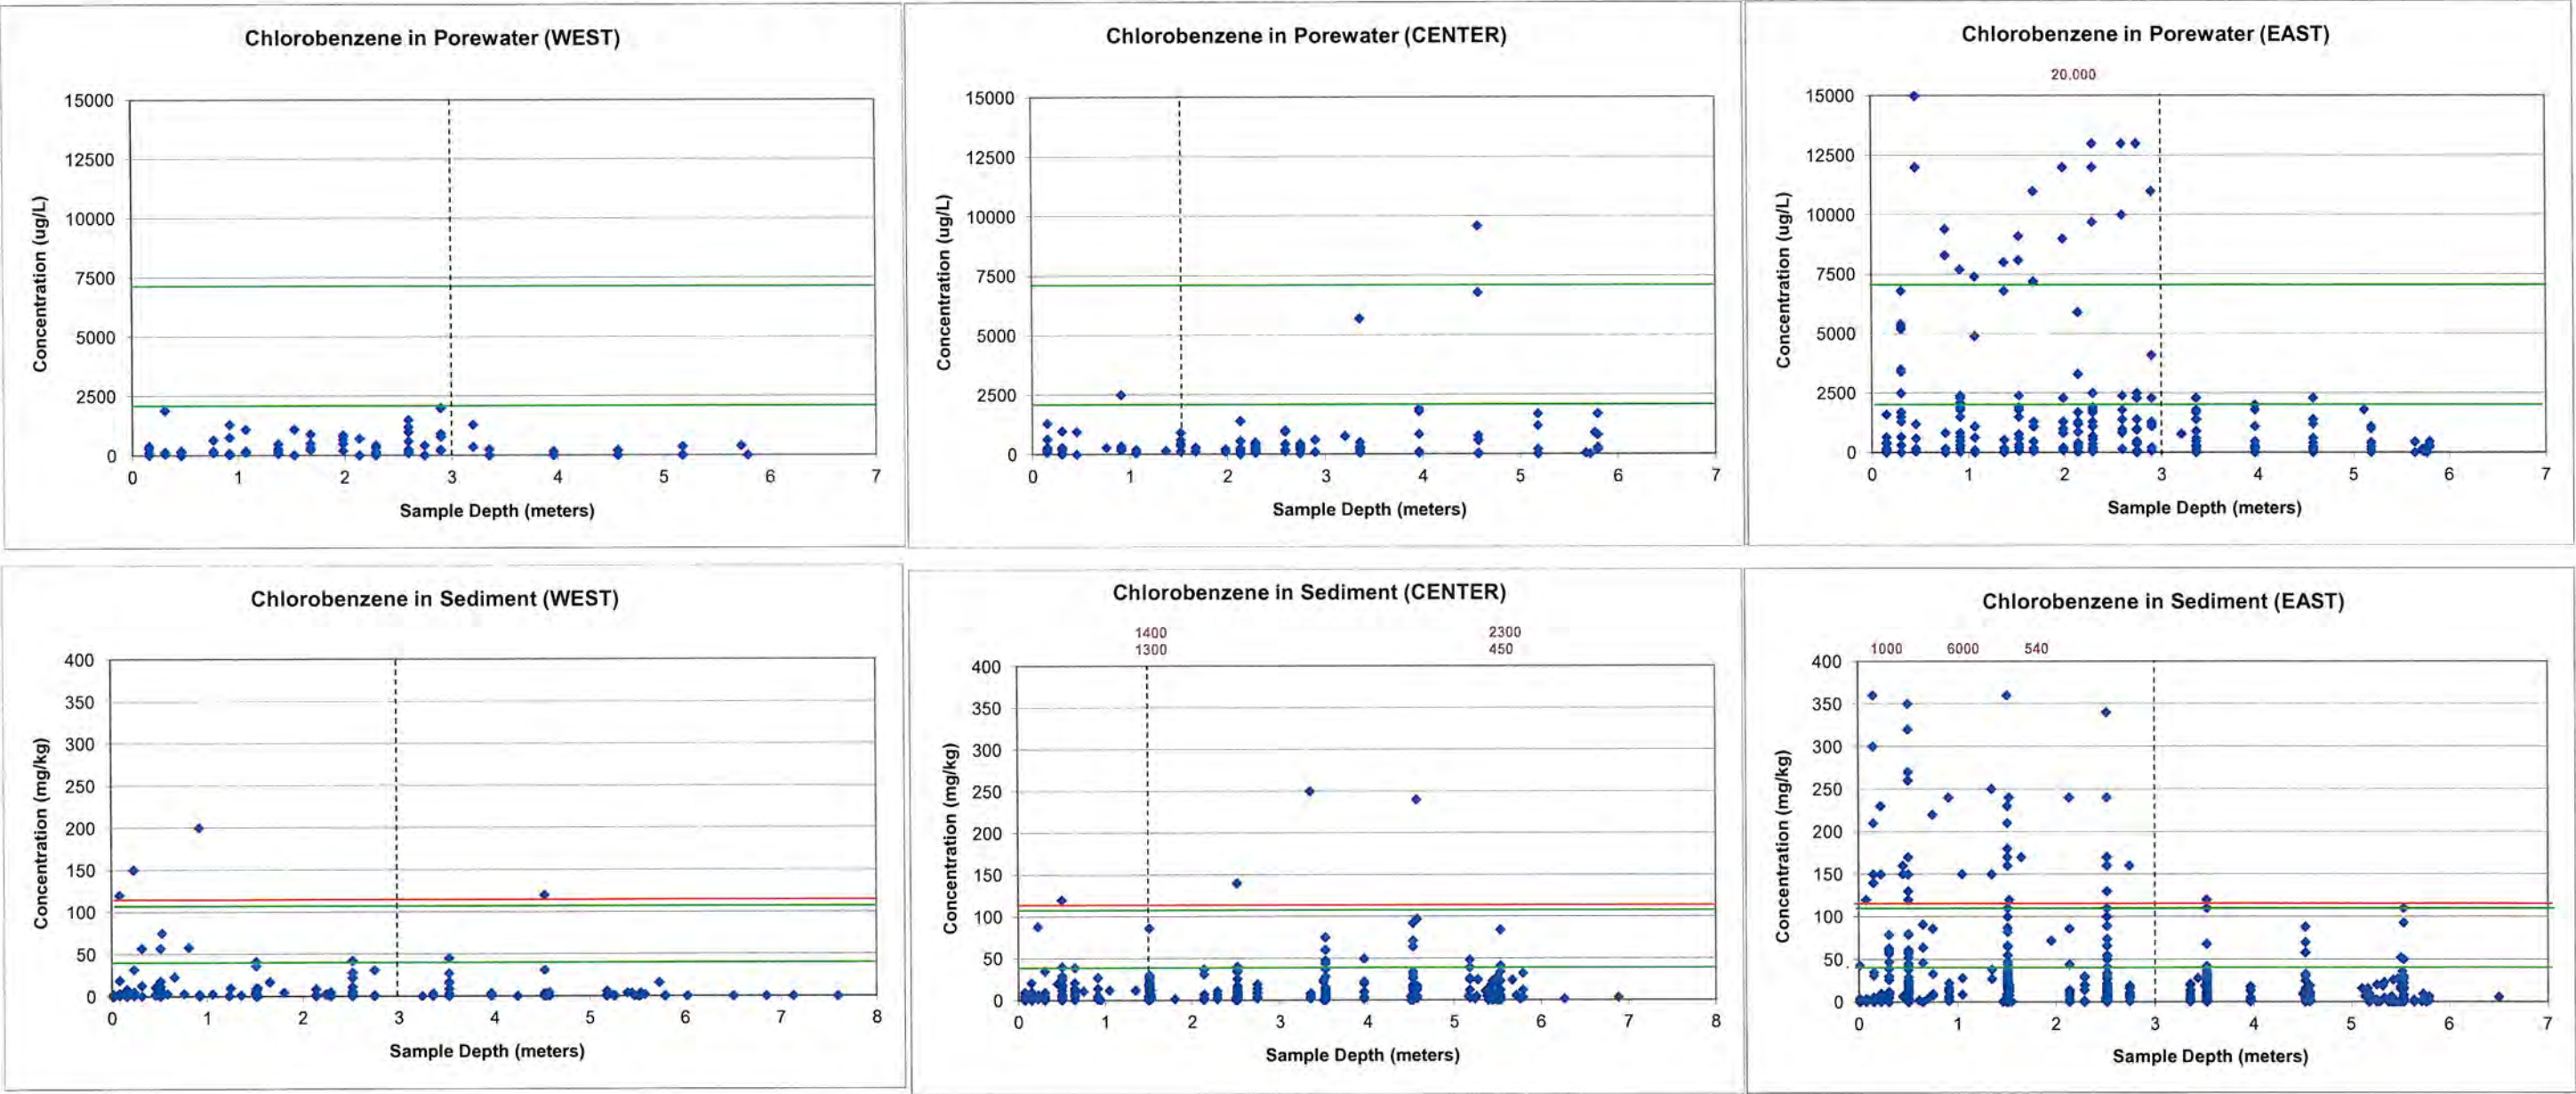 Chlorobenzene in Porewater (WEST)
15000
12500
10000
7500
5000
2500
0
Concentration (ug/L)
0 1 2 3 4 5 6 7
Sample Depth (meters)
Chlorobenzene in Porewater (CENTER)
15000
12500
10000
7500
5000
2500
0
Concentration (ug/L)
0 1 2 3 4 5 6 7
Sample Depth (meters)
Chlorobenzene in Porewater (EAST)
20,000
15000
12500
10000
7500
5000
2500
0
Concentration (ug/L)
0 1 2 3 4 5 6 7
Sample Depth (meters)
Chlorobenzene in Sediment (WEST)
400
350
300
250
200
150
100
50
0
Concentration (mg/kg)
0 1 2 3 4 5 6 7 8
Sample Depth (meters)
Chlorobenzene in Sediment (CENTER)
1400 2300
1300 450
400
350
300
250
200
150
100
50
0
Concentration (mg/kg)
0 1 2 3 4 5 6 7 8
Sample Depth (meters)
Chlorobenzene in Sediment (EAST)
1000 6000 540
400
350
300
250
200
150
100
50
0
Concentration (mg/kg)
0 1 2 3 4 5 6 7
Sample Depth (meters)